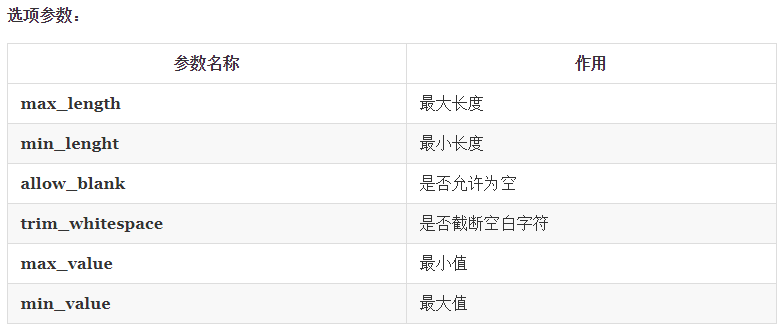 选项参数：
参数名称 作用
max_length 最大长度
min_lenght 最小长度
allow_blank 是否允许为空
trim_whitespace 是否截断空白字符
max_value 最小值
min_value 最大值